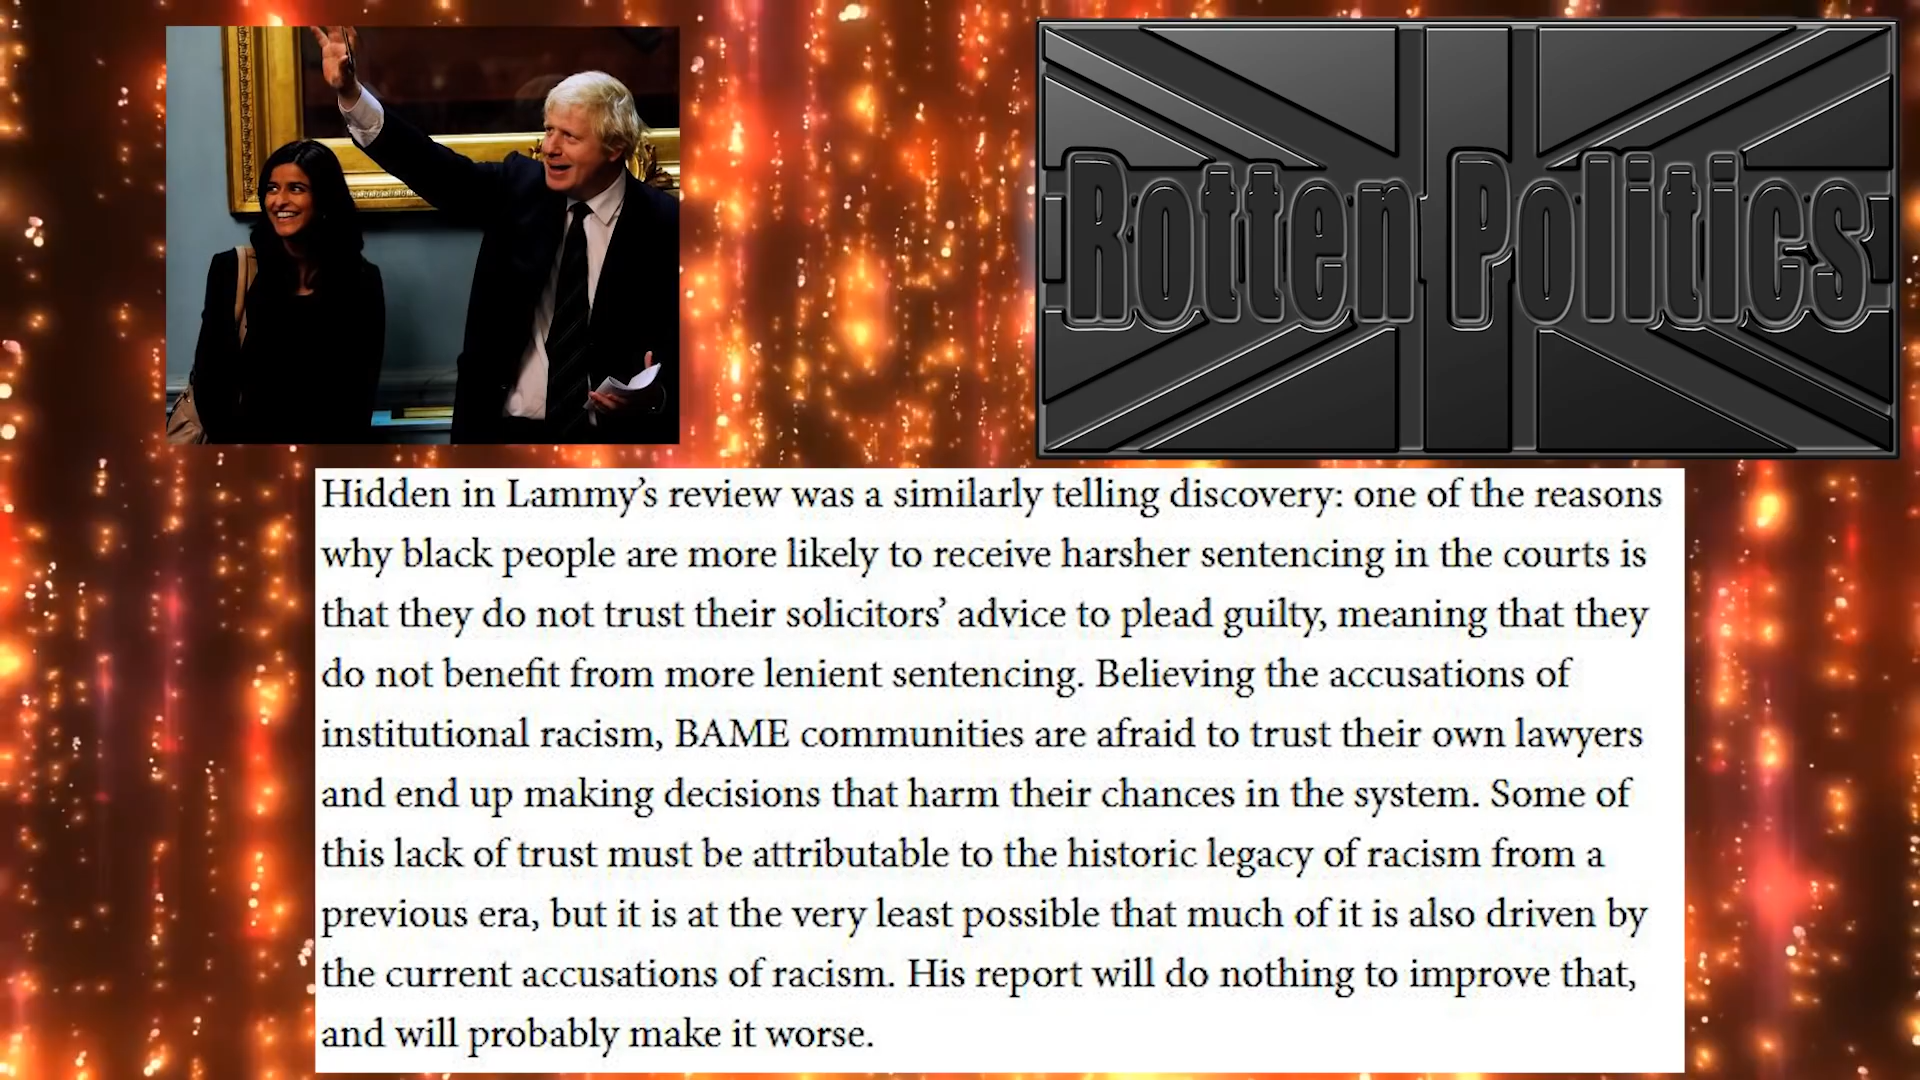 Rotten Politics
Hidden in Lammy’s review was a similarly telling discovery: one of the reasons
why black people are more likely to receive harsher sentencing in the courts is
that they do not trust their solicitors’ advice to plead guilty, meaning that they
do not benefit from more lenient sentencing. Believing the accusations of
institutional racism, BAME communities are afraid to trust their own lawyers
and end up making decisions that harm their chances in the system. Some of
this lack of trust must be attributable to the historic legacy of racism from a
previous era, but it is at the very least possible that much of it is also driven by
the current accusations of racism. His report will do nothing to improve that,
and will probably make it worse.